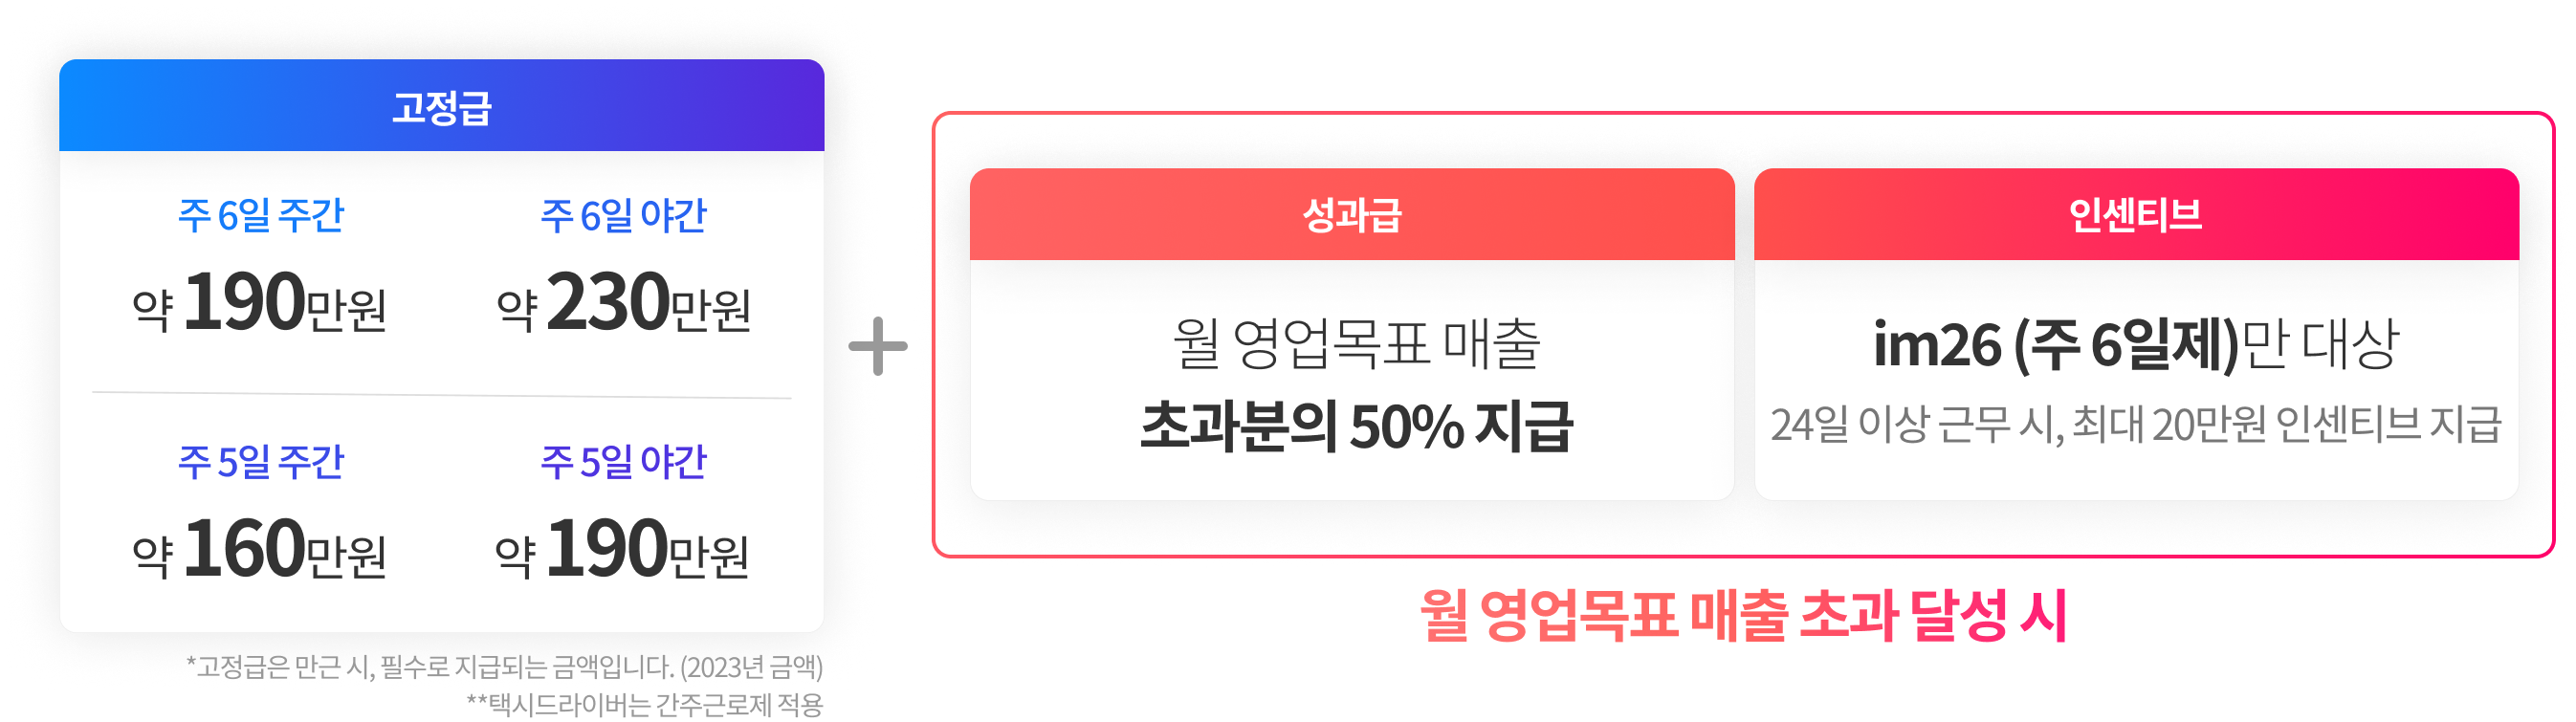 고정급
주 6일 주간
주 6일 야간
약 190만원
약 230만원
주 5일 주간
주 5일 야간
약 160만원
약 190만원
*고정급은 만근 시, 필수로 지급되는 금액입니다. (2023년 금액)
**택시드라이버는 간주근로제 적용
+
성과급
월 영업목표 매출
초과분의 50% 지급
인센티브
im26 (주 6일제)만 대상
24일 이상 근무 시, 최대 20만원 인센티브 지급
월 영업목표 매출 초과 달성 시